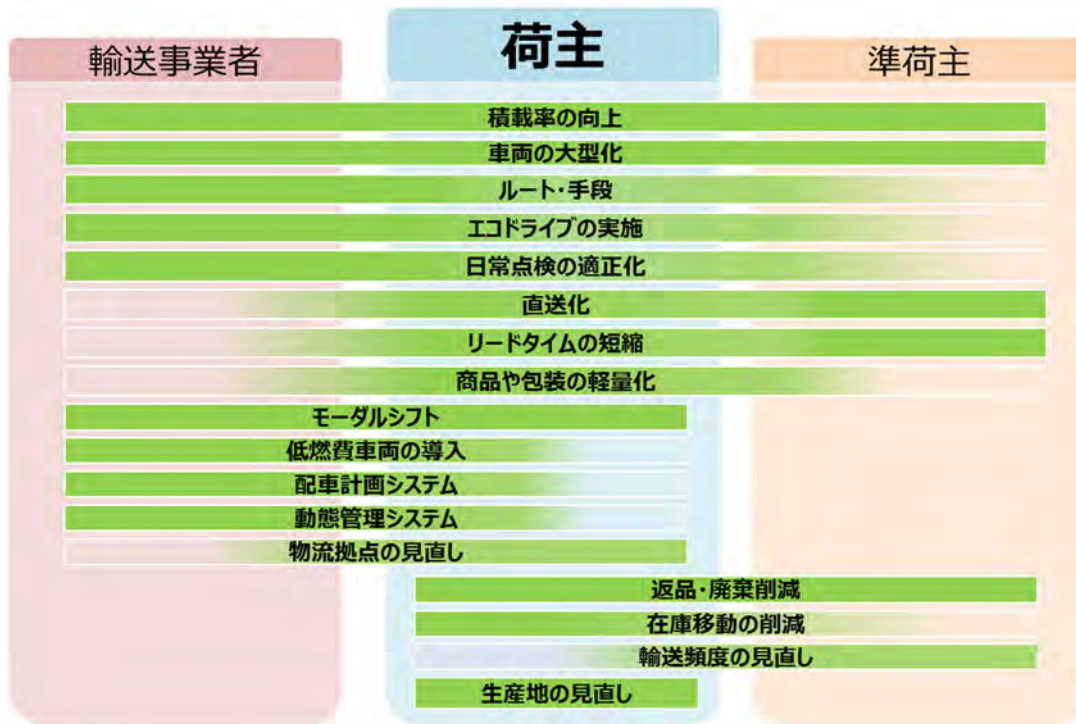 輸送事業者
荷主
準荷主
積載率の向上
車両の大型化
ルート・手段
エコドライブの実施
日常点検の適正化
直送化
リードタイムの短縮
商品や包装の軽量化
モーダルシフト
低燃費車両の導入
配車計画システム
動態管理システム
物流拠点の見直し
返品・廃棄削減
在庫移動の削減
輸送頻度の見直し
生産地の見直し